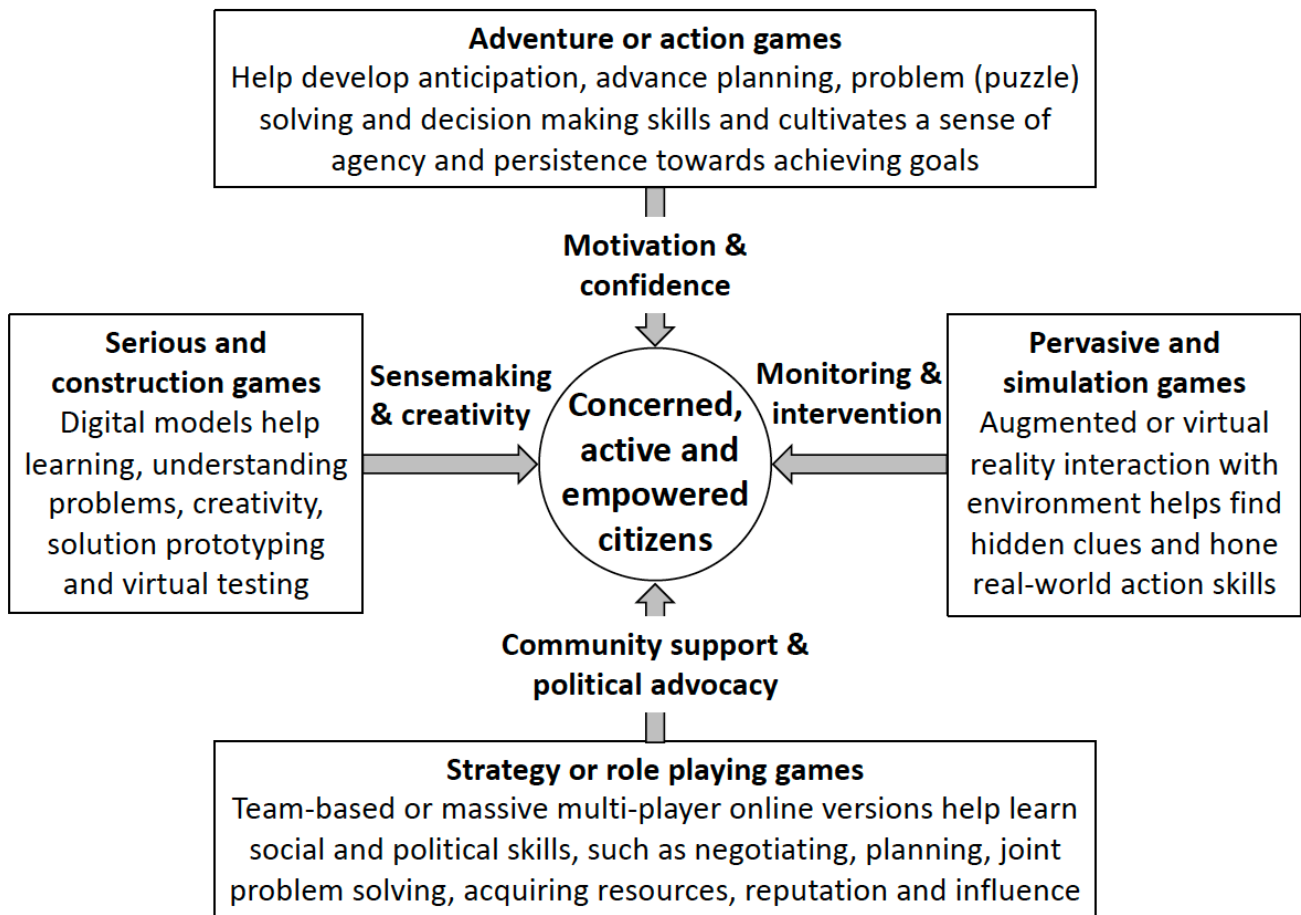 Adventure or action games
Help develop anticipation, advance planning, problem (puzzle)
solving and decision making skills and cultivates a sense of
agency and persistence towards achieving goals
Motivation &
confidence
Serious and
construction games
Digital models help
learning, understanding
problems, creativity,
solution prototyping
and virtual testing
Sensemaking
& creativity
Concerned,
active and
empowered
citizens
Monitoring &
intervention
Pervasive and
simulation games
Augmented or virtual
reality interaction with
environment helps find
hidden clues and hone
real-world action skills
Community support &
political advocacy
Strategy or role playing games
Team-based or massive multi-player online versions help learn
social and political skills, such as negotiating, planning, joint
problem solving, acquiring resources, reputation and influence